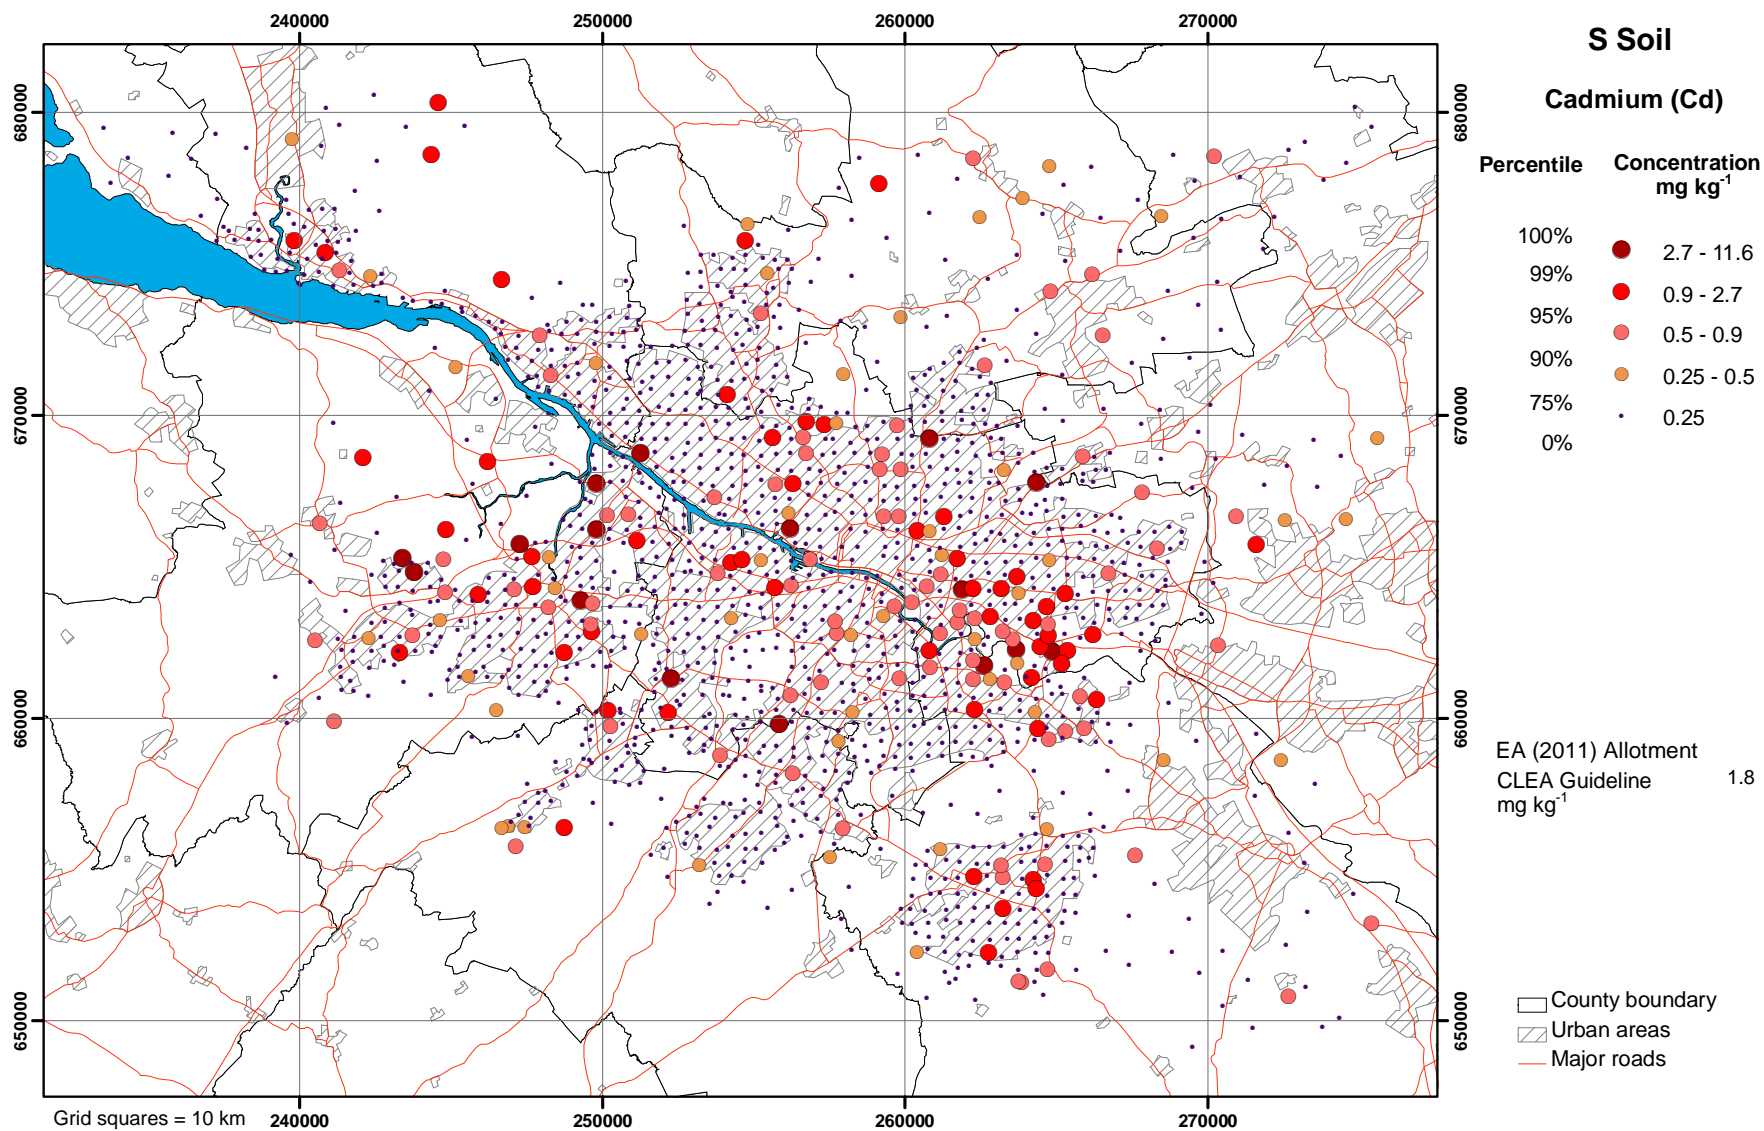 240000 250000 260000 270000
S Soil
Cadmium (Cd)
680000 680000
Percentile Concentration
mg kg-1
100%
2.7 - 11.6
99%
0.9 - 2.7
95%
0.5 - 0.9
90%
0.25 - 0.5
75%
0.25
0%
670000 670000
660000 660000
EA (2011) Allotment
CLEA Guideline 1.8
mg kg-1
650000 650000
County boundary
Urban areas
Major roads
Grid squares = 10 km
240000 250000 260000 270000